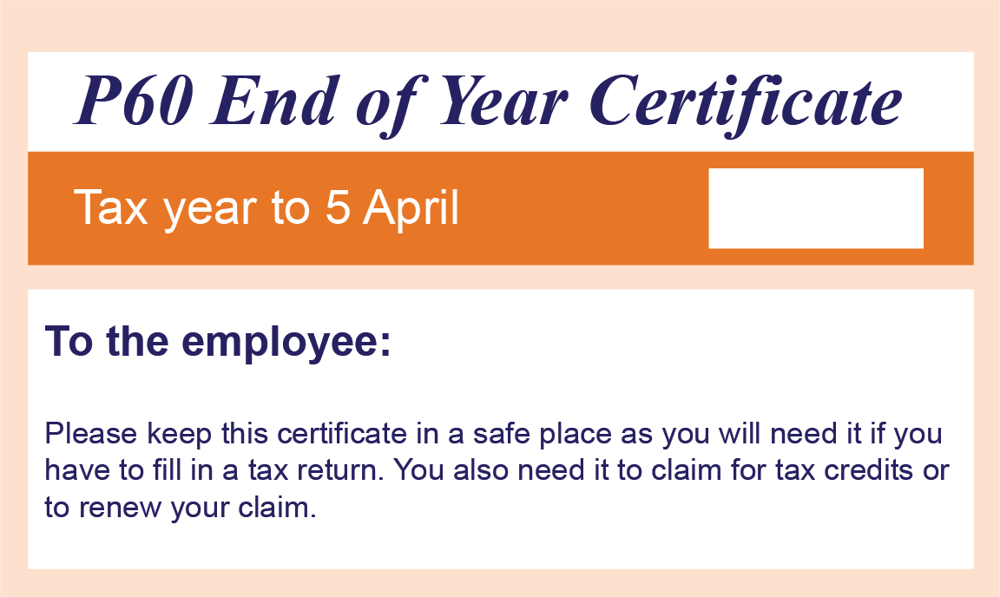 P60 End of Year Certificate
Tax year to 5 April
To the employee:
Please keep this certificate in a safe place as you will need it if you
have to fill in a tax return. You also need it to claim for tax credits or
to renew your claim.